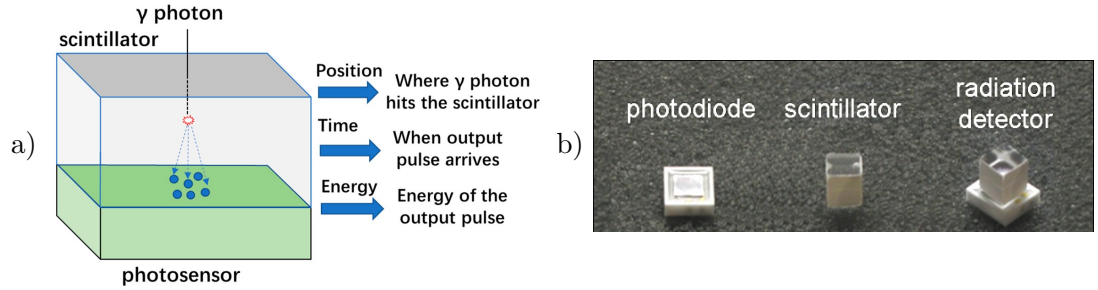 γ photon
scintillator
Position
Where γ photon
hits the scintillator
a)
Time
When output
pulse arrives
Energy
Energy of the
output pulse
photosensor
b)
photodiode
scintillator
radiation
detector